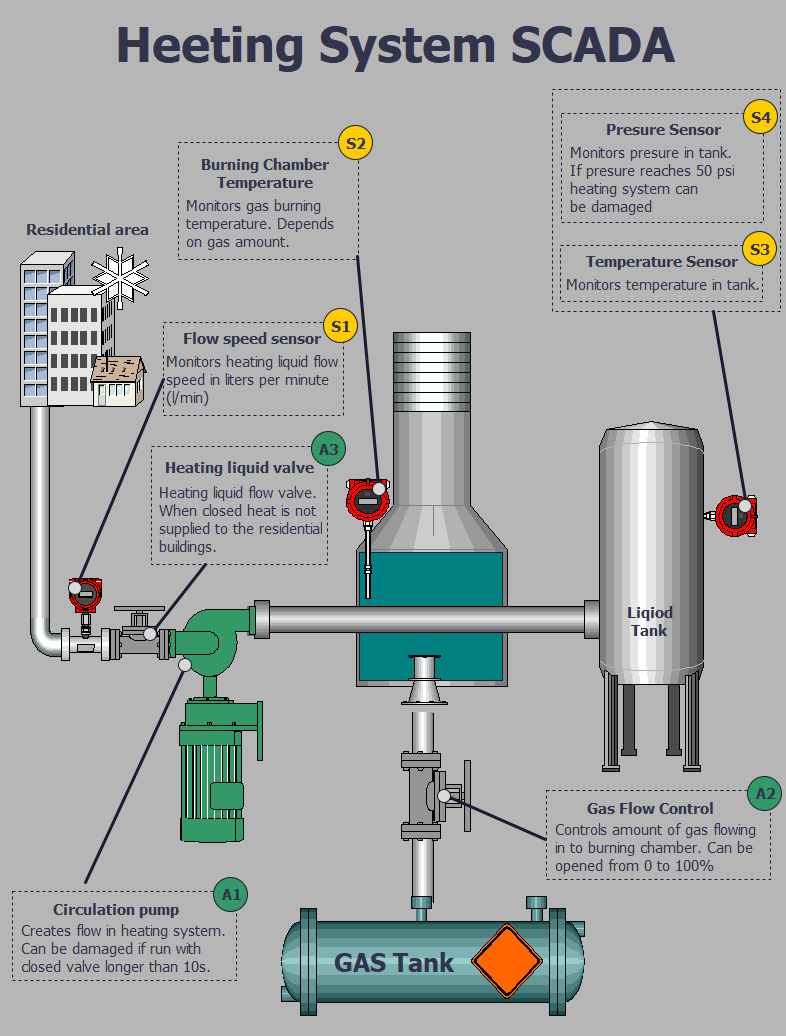 Heeting System SCADA
S4
Presure Sensor
Monitors presure in tank.
If presure reaches 50 psi
heating system can
be damaged
S2
Burning Chamber
Temperature
Monitors gas burning
temperature. Depends
on gas amount.
Residential area
S3
Temperature Sensor
Monitors temperature in tank.
S1
Flow speed sensor
Monitors heating liquid flow
speed in liters per minute
(l/min)
A3
Heating liquid valve
Heating liquid flow valve.
When closed heat is not
supplied to the residential
buildings.
Liqiod
Tank
A2
Gas Flow Control
Controls amount of gas flowing
in to burning chamber. Can be
opened from 0 to 100%
A1
Circulation pump
Creates flow in heating system.
Can be damaged if run with
closed valve longer than 10s.
GAS Tank